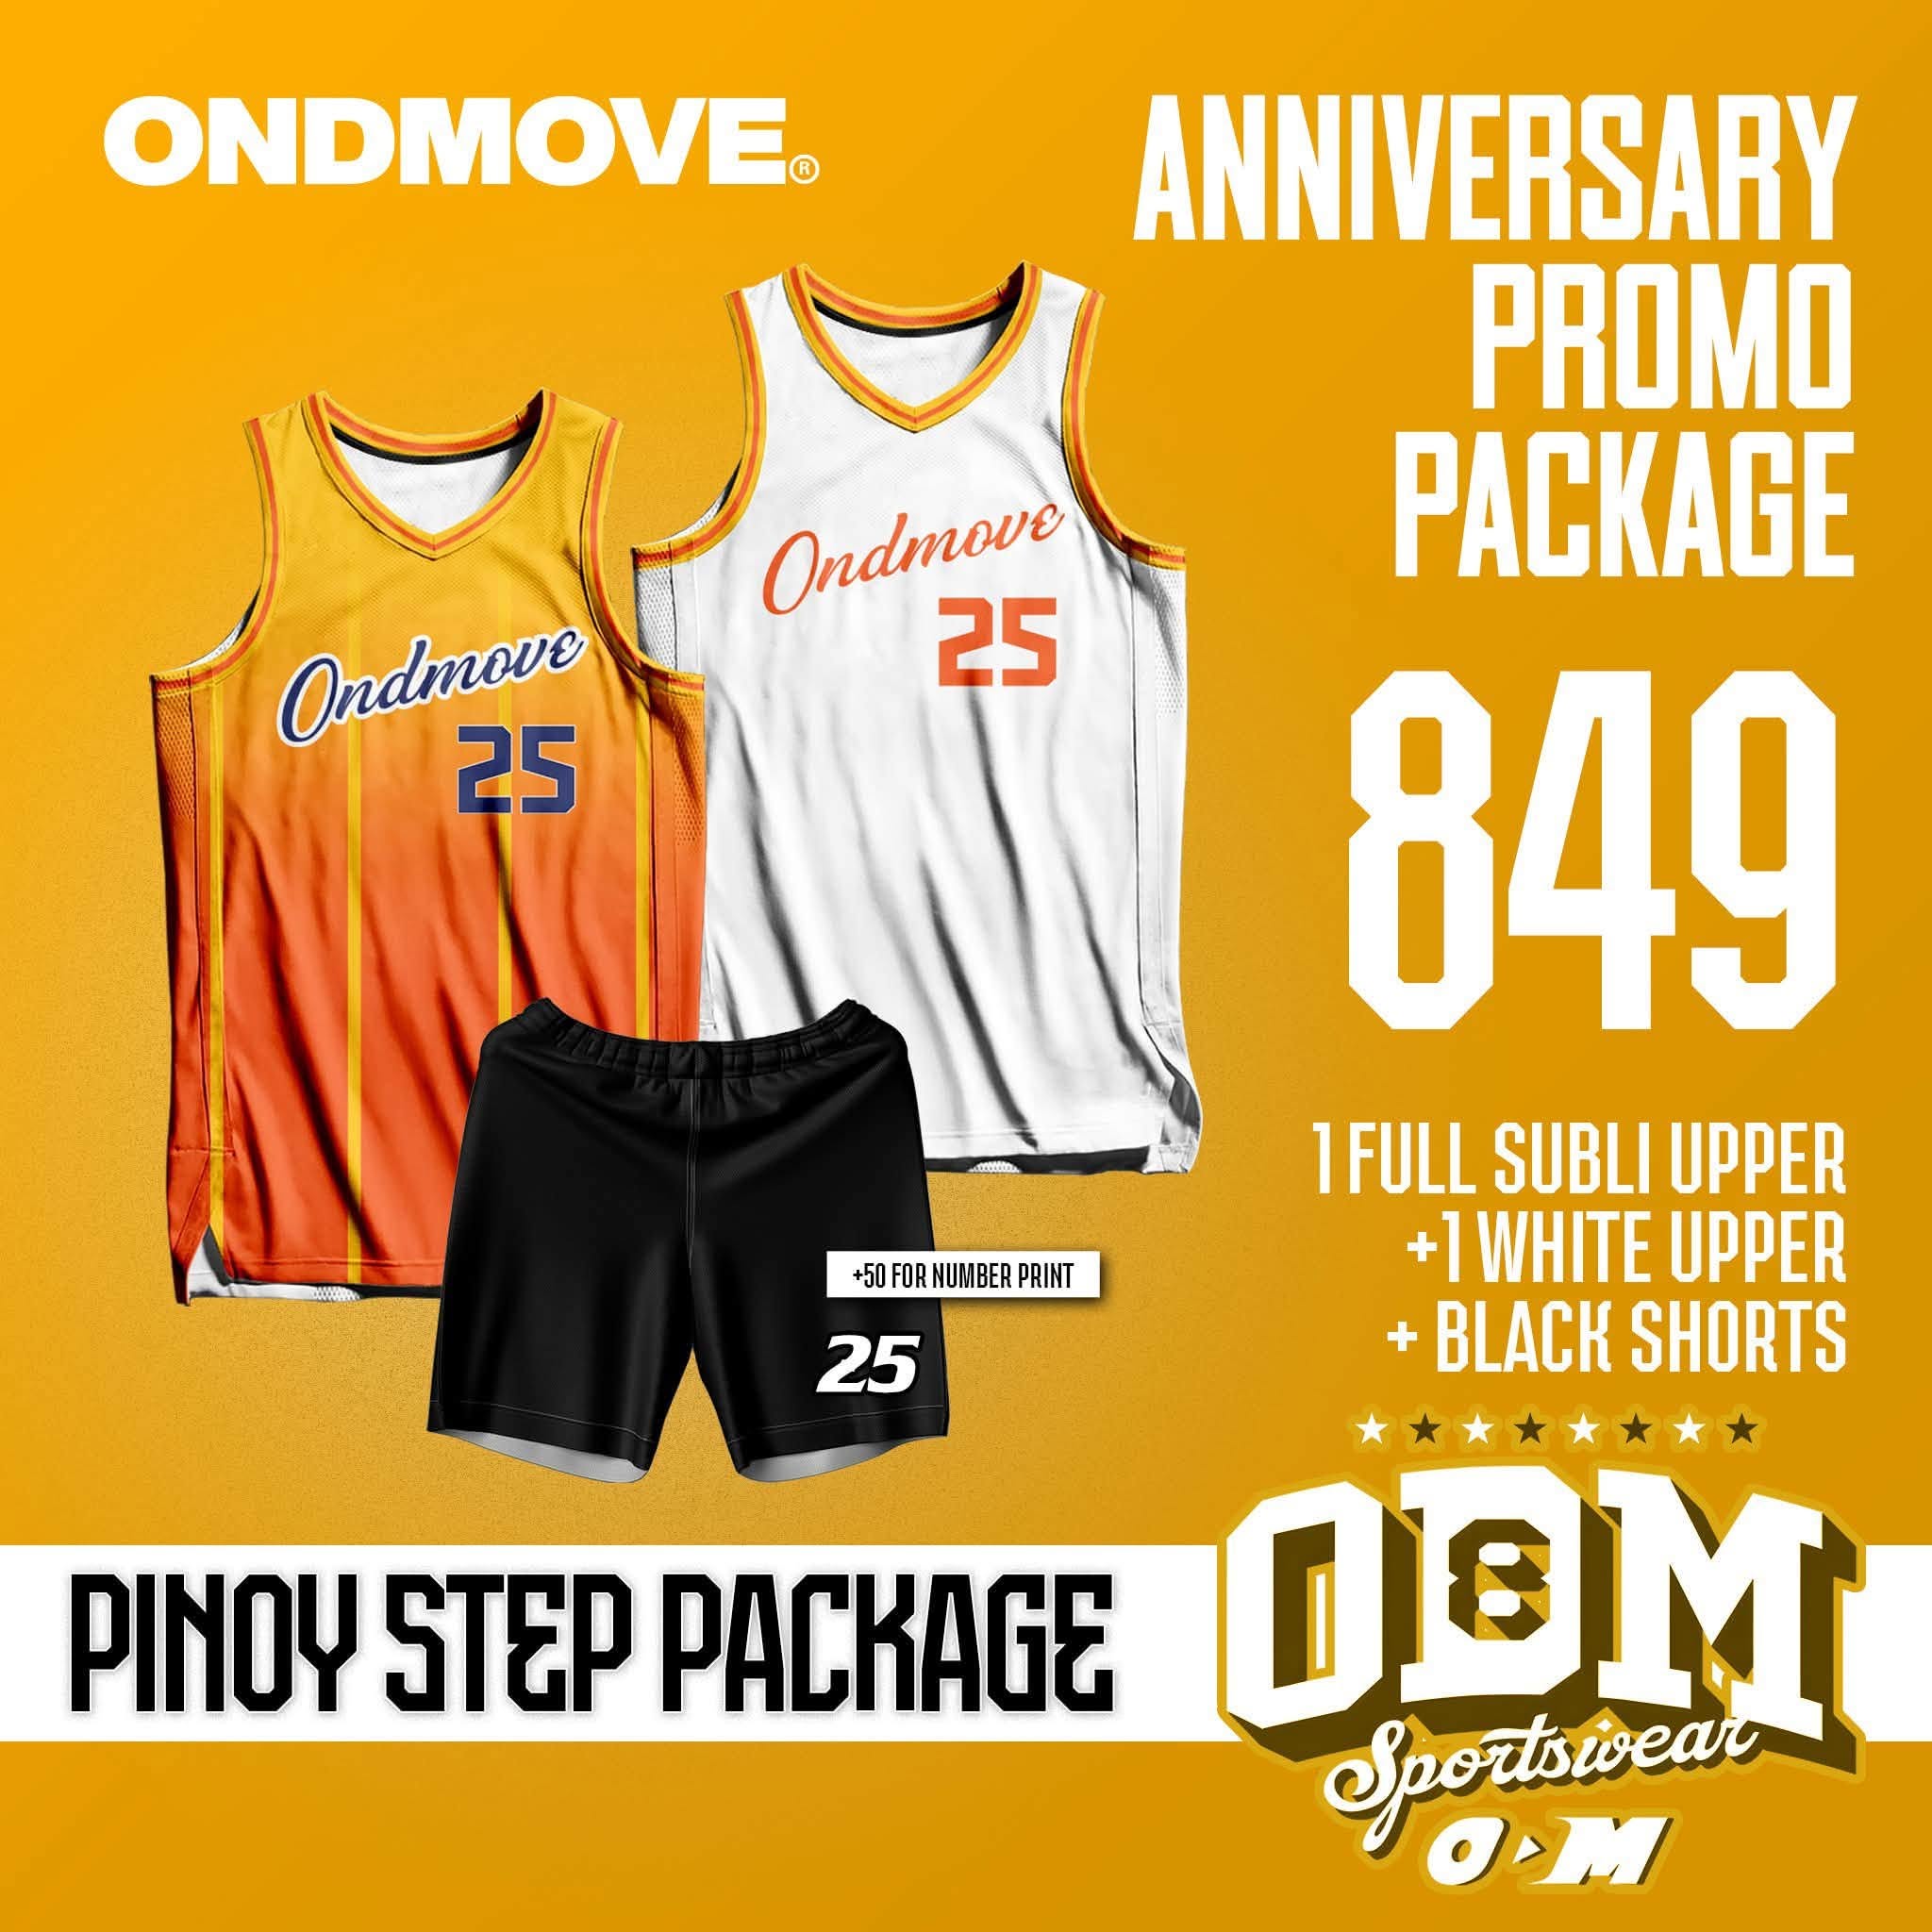 ONDMOVE®
ANNIVERSARY
PROMO
PACKAGE
849
Ondmove
25
Ondmove
25
+50 FOR NUMBER PRINT
25
1 FULL SUBLI UPPER
+1 WHITE UPPER
+ BLACK SHORTS
PINOY STEP PACKAGE
ODM
8
Sportswear
O M